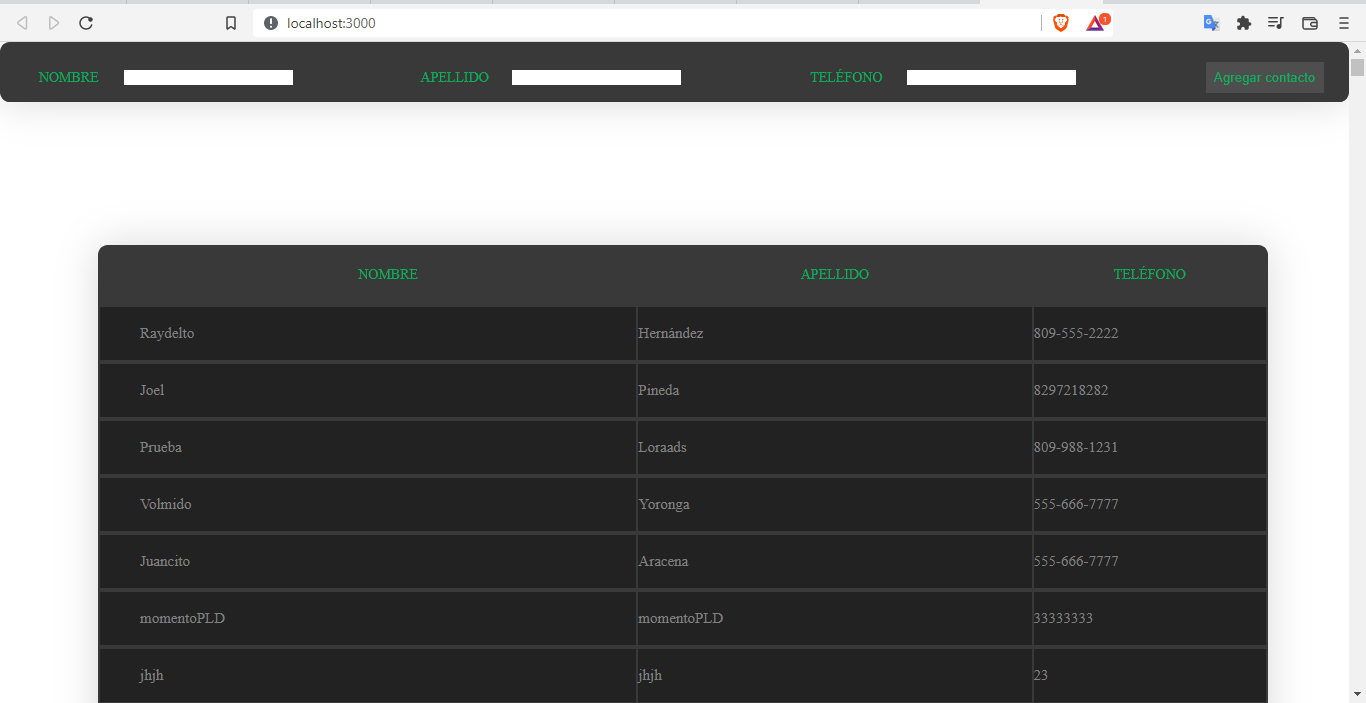 localhost:3000
1
NOMBRE APELLIDO TELÉFONO Agregar contacto
NOMBRE APELLIDO TELÉFONO
Raydelto Hernández 809-555-2222
Joel Pineda 8297218282
Prueba Loraads 809-988-1231
Volmido Yoronga 555-666-7777
Juancito Aracena 555-666-7777
momentoPLD momentoPLD 33333333
jhjh jhjh 23